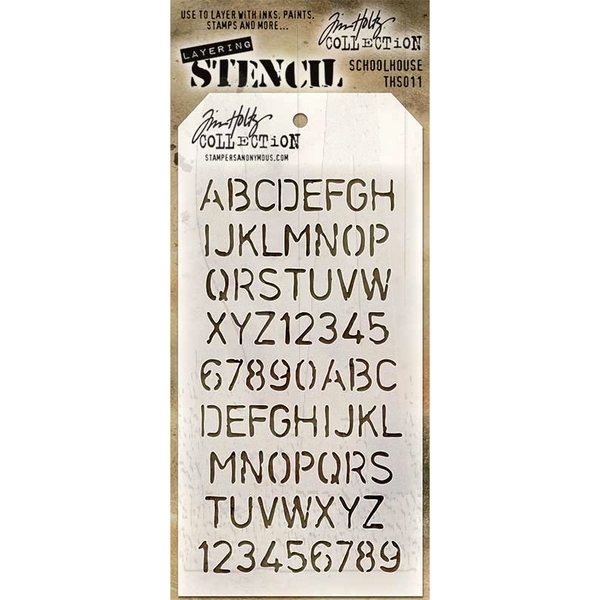 USE TO LAYER WITH INKS, PAINTS,
STAMPS AND MORE...
LAYERING
STENCIL
Tim Holtz
COLLECTION
SCHOOLHOUSE
THS011
Tim Holtz
COLLECTION
STAMPERSANONYMOUS.COM
ABCDEFGH
IJKLMNOP
QRSTUVW
XYZ12345
67890ABC
DEFGHIJKL
MNOPQRS
TUVWXYZ
123456789